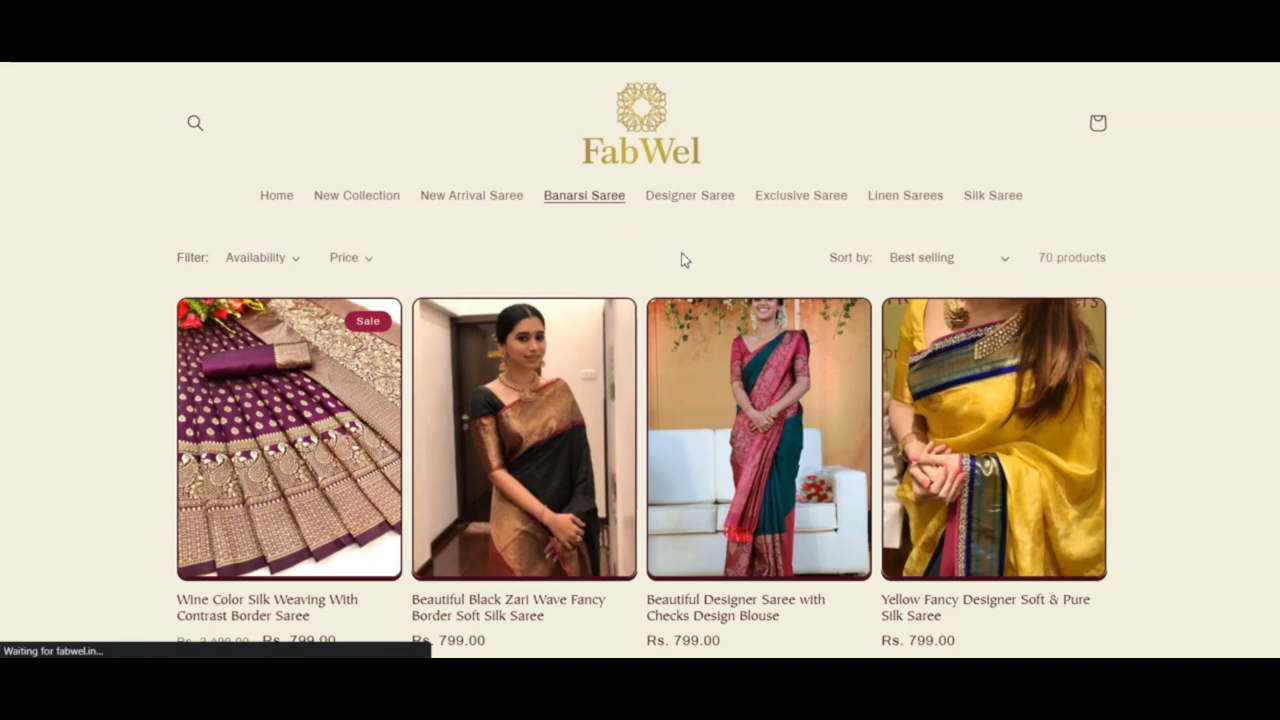 FabWel
Home New Collection New Arrival Saree Banarsi Saree Designer Saree Exclusive Saree Linen Sarees Silk Saree
Filter: Availability Price Sort by: Best selling 70 products
Sale
Wine Color Silk Weaving With
Contrast Border Saree
Rs. 799.00
Beautiful Black Zari Wave Fancy
Border Soft Silk Saree
Rs. 799.00
Beautiful Designer Saree with
Checks Design Blouse
Rs. 799.00
Yellow Fancy Designer Soft & Pure
Silk Saree
Rs. 799.00
Waiting for fabwel.in...